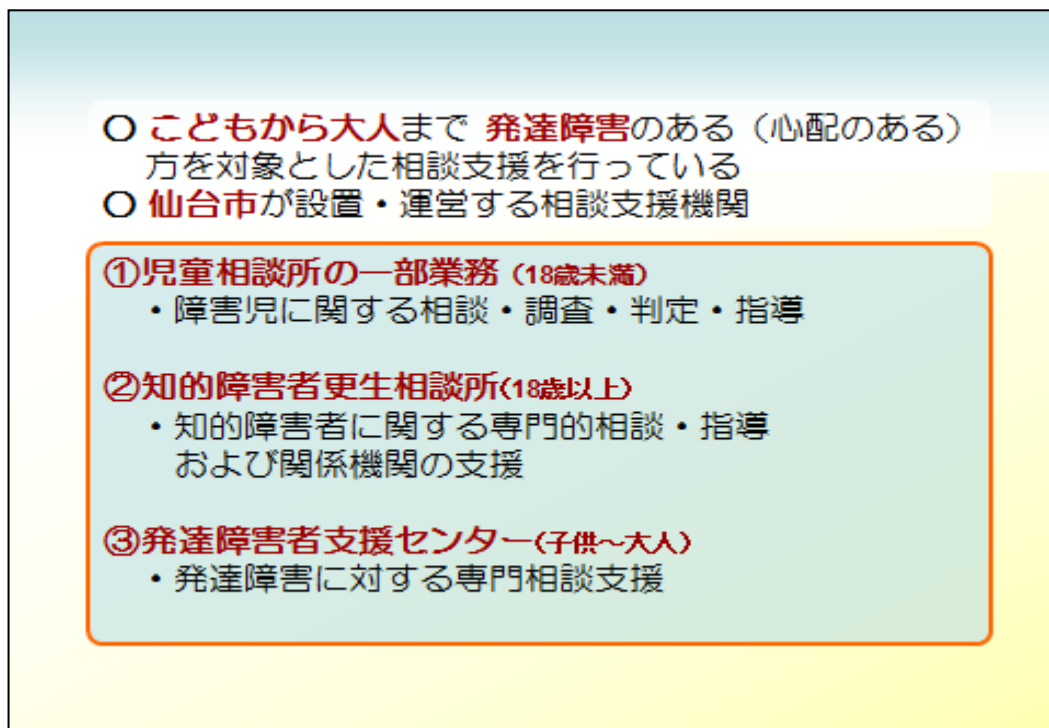 〇 こどもから大人まで 発達障害のある（心配のある）
方を対象とした相談支援を行っている
〇 仙台市が設置・運営する相談支援機関
①児童相談所の一部業務（18歳未満）
・障害児に関する相談・調査・判定・指導
②知的障害者更生相談所(18歳以上)
・知的障害者に関する専門的相談・指導
および関係機関の支援
③発達障害者支援センター(子供～大人)
・発達障害に対する専門相談支援